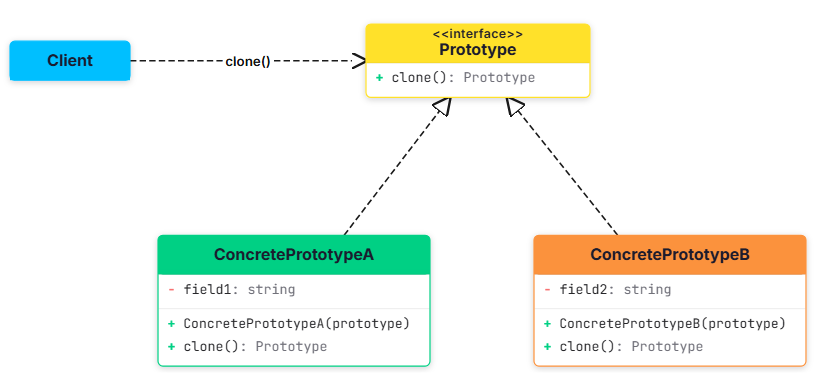 Client
clone()
<<interface>>
Prototype
+ clone(): Prototype
ConcretePrototypeA
- field1: string
+ ConcretePrototypeA(prototype)
+ clone(): Prototype
ConcretePrototypeB
- field2: string
+ ConcretePrototypeB(prototype)
+ clone(): Prototype